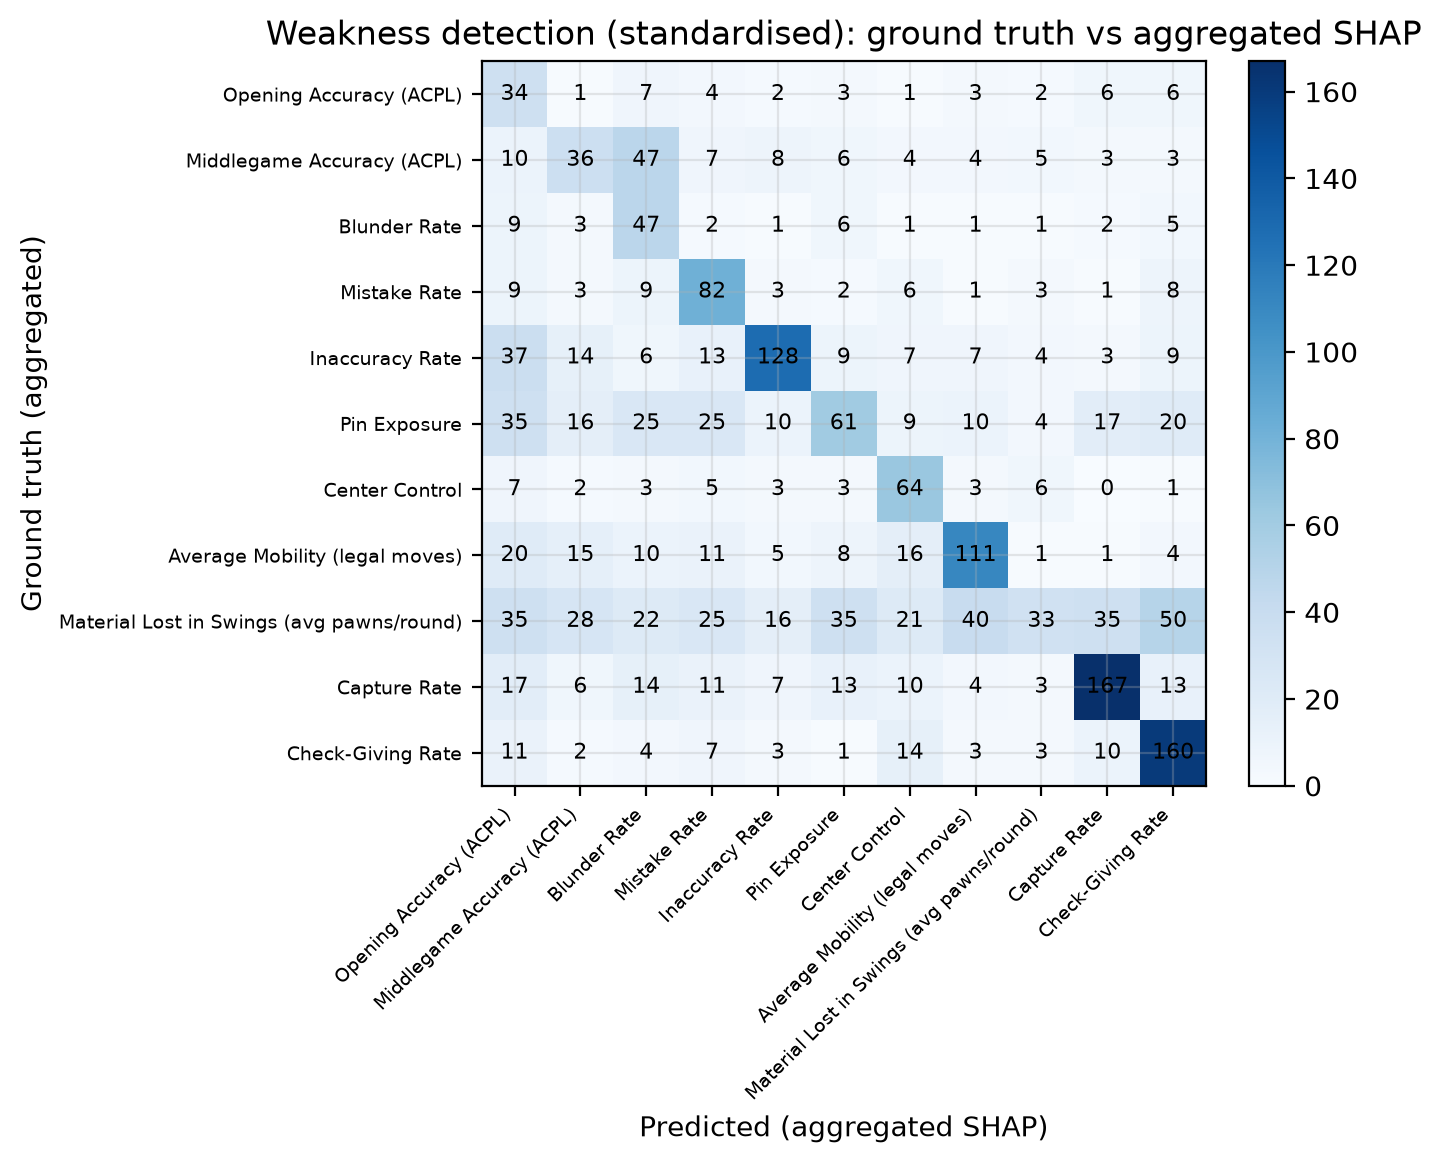 Weakness detection (standardised): ground truth vs aggregated SHAP
Ground truth (aggregated)
Opening Accuracy (ACPL) 34 1 7 4 2 3 1 3 2 6 6
Middlegame Accuracy (ACPL) 10 36 47 7 8 6 4 4 5 3 3
Blunder Rate 9 3 47 2 1 6 1 1 1 2 5
Mistake Rate 9 3 9 82 3 2 6 1 3 1 8
Inaccuracy Rate 37 14 6 13 128 9 7 7 4 3 9
Pin Exposure 35 16 25 25 10 61 9 10 4 17 20
Center Control 7 2 3 5 3 3 64 3 6 0 1
Average Mobility (legal moves) 20 15 10 11 5 8 16 111 1 1 4
Material Lost in Swings (avg pawns/round) 35 28 22 25 16 35 21 40 33 35 50
Capture Rate 17 6 14 11 7 13 10 4 3 167 13
Check-Giving Rate 11 2 4 7 3 1 14 3 3 10 160
Opening Accuracy (ACPL)
Middlegame Accuracy (ACPL)
Blunder Rate
Mistake Rate
Inaccuracy Rate
Pin Exposure
Center Control
Average Mobility (legal moves)
Material Lost in Swings (avg pawns/round)
Capture Rate
Check-Giving Rate
Predicted (aggregated SHAP)
160
140
120
100
80
60
40
20
0